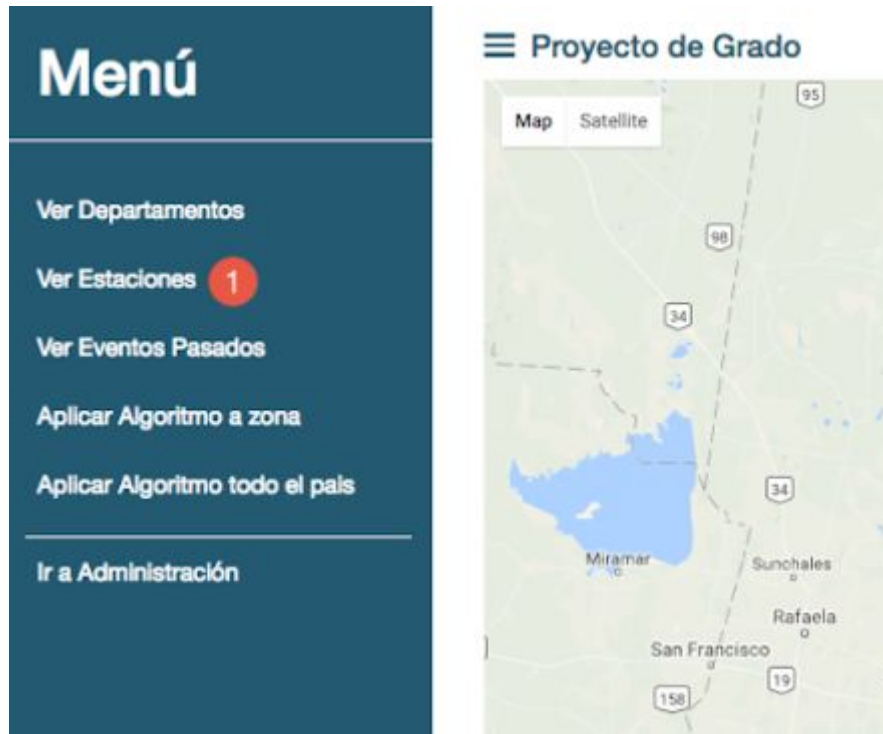 Menú
Ver Departamentos
Ver Estaciones 1
Ver Eventos Pasados
Aplicar Algoritmo a zona
Aplicar Algoritmo todo el pais
Ir a Administración
Proyecto de Grado
Map Satellite
95
98
34
34
Miramar
Sunchales
Rafaela
San Francisco
19
158